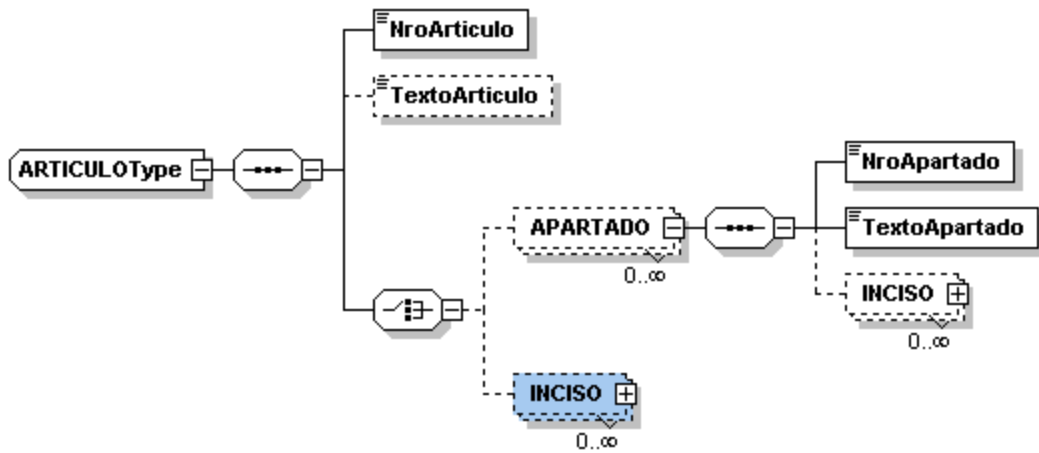 NroArticulo
TextoArticulo
ARTICULOType
NroApartado
APARTADO
TextoApartado
0..∞
INCISO
0..∞
INCISO
0..∞